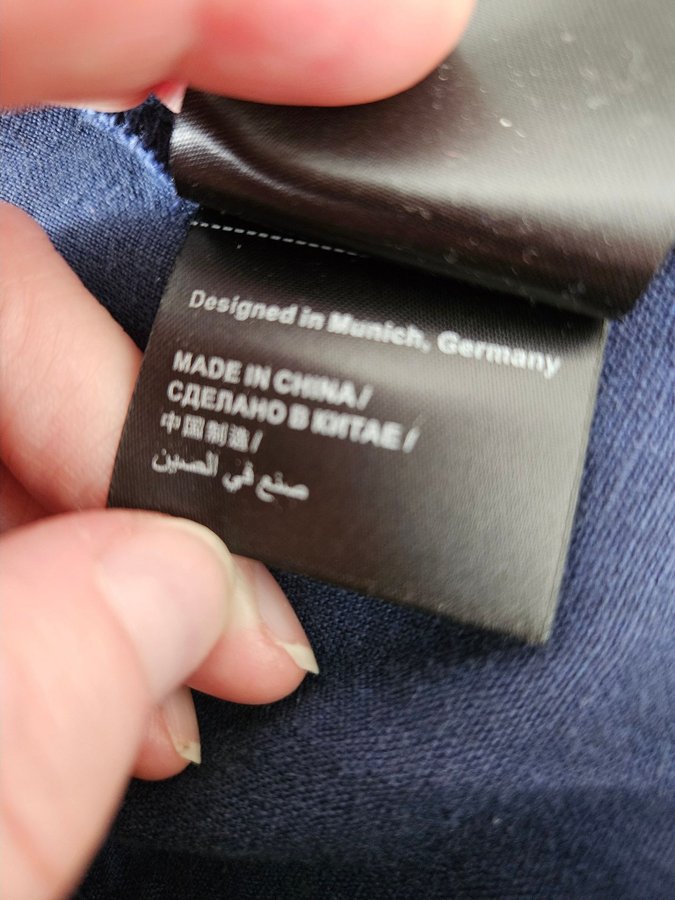 Designed in Munich, Germany
MADE IN CHINA/
СДЕЛАНО В КИТАЕ /
中国制造/
صنع في الصين